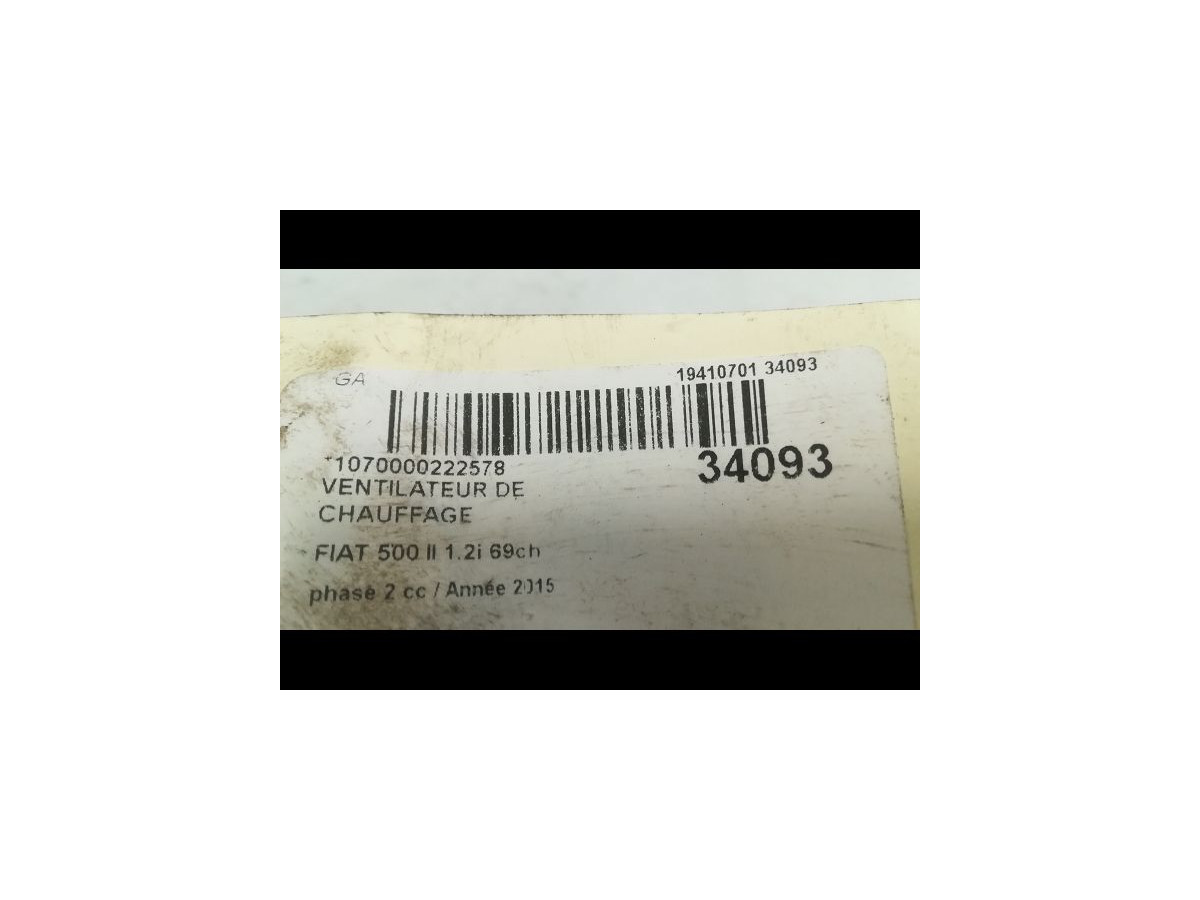 GA
19410701 34093
*1070000222578
34093
VENTILATEUR DE
CHAUFFAGE
FIAT 500 II 1.2i 69ch
phase 2 cc / Année 2015